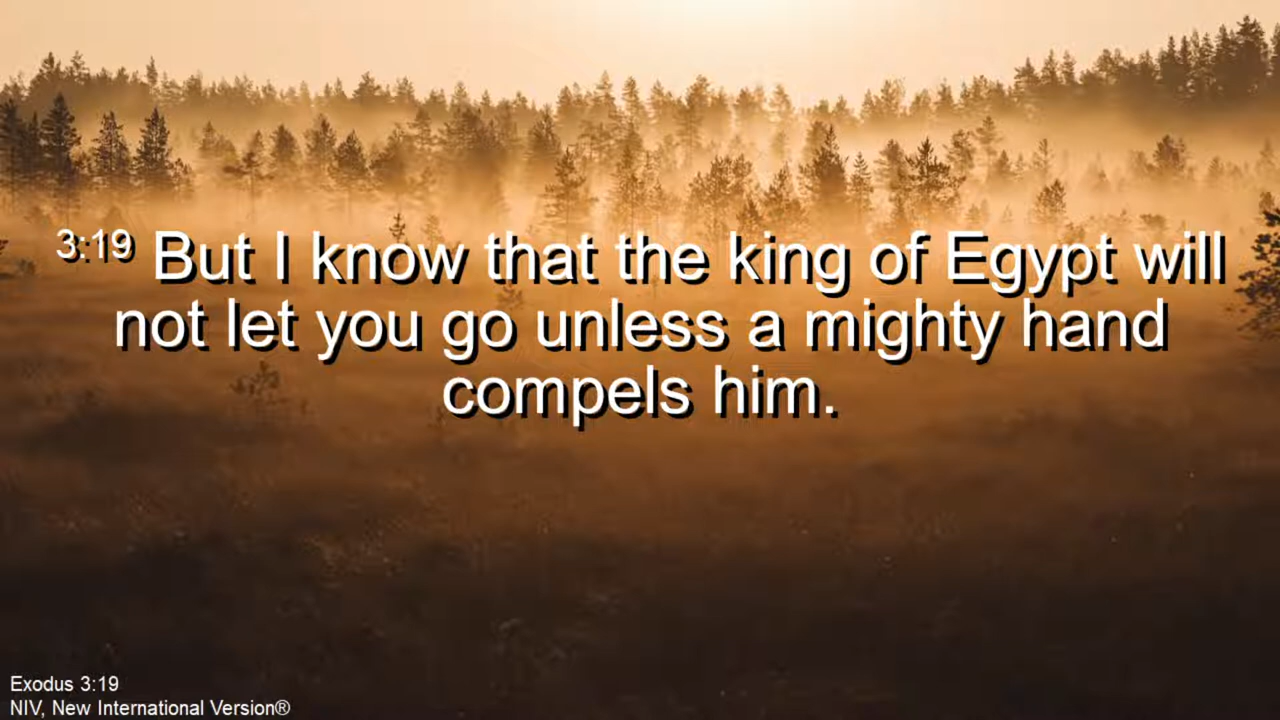 3:19 But I know that the king of Egypt will
not let you go unless a mighty hand
compels him.
Exodus 3:19
NIV, New International Version®